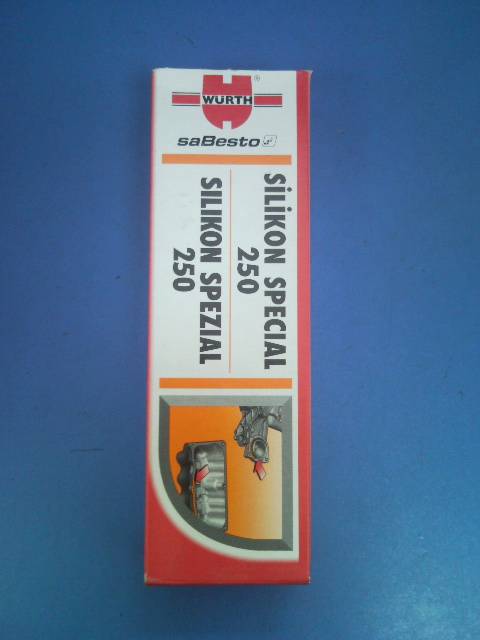 WÜRTH
®
saBesto
SİLİKON SPECIAL
250
SILIKON SPEZIAL
250